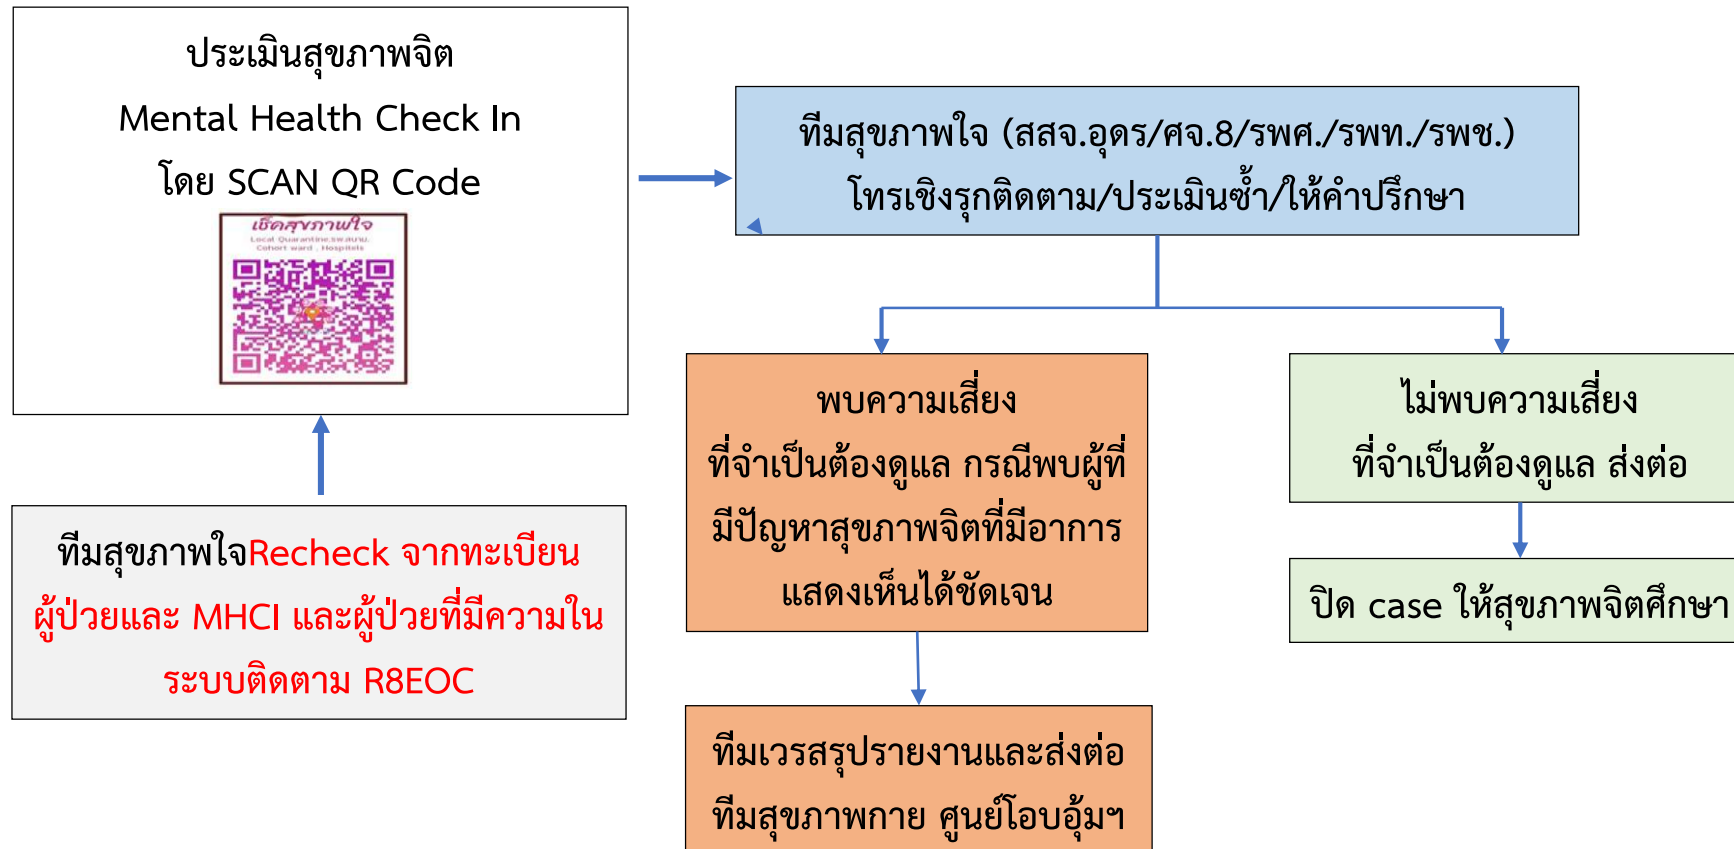 ประเมินสุขภาพจิต
Mental Health Check In
โดย SCAN QR Code
เช็คสุขภาพใจ
Local Quarantine,รพ.สนาม,
Cohort ward , Hospitels
ทีมสุขภาพใจ (สสจ.อุดร/ศจ.8/รพศ./รพท./รพช.)
โทรเชิงรุกติดตาม/ประเมินซ้ำ/ให้คำปรึกษา
พบความเสี่ยง
ที่จำเป็นต้องดูแล กรณีพบผู้ที่
มีปัญหาสุขภาพจิตที่มีอาการ
แสดงเห็นได้ชัดเจน
ไม่พบความเสี่ยง
ที่จำเป็นต้องดูแล ส่งต่อ
ทีมสุขภาพใจRecheck จากทะเบียน
ผู้ป่วยและ MHCI และผู้ป่วยที่มีความใน
ระบบติดตาม R8EOC
ปิด case ให้สุขภาพจิตศึกษา
ทีมเวรสรุปรายงานและส่งต่อ
ทีมสุขภาพกาย ศูนย์โอบอุ้มฯ